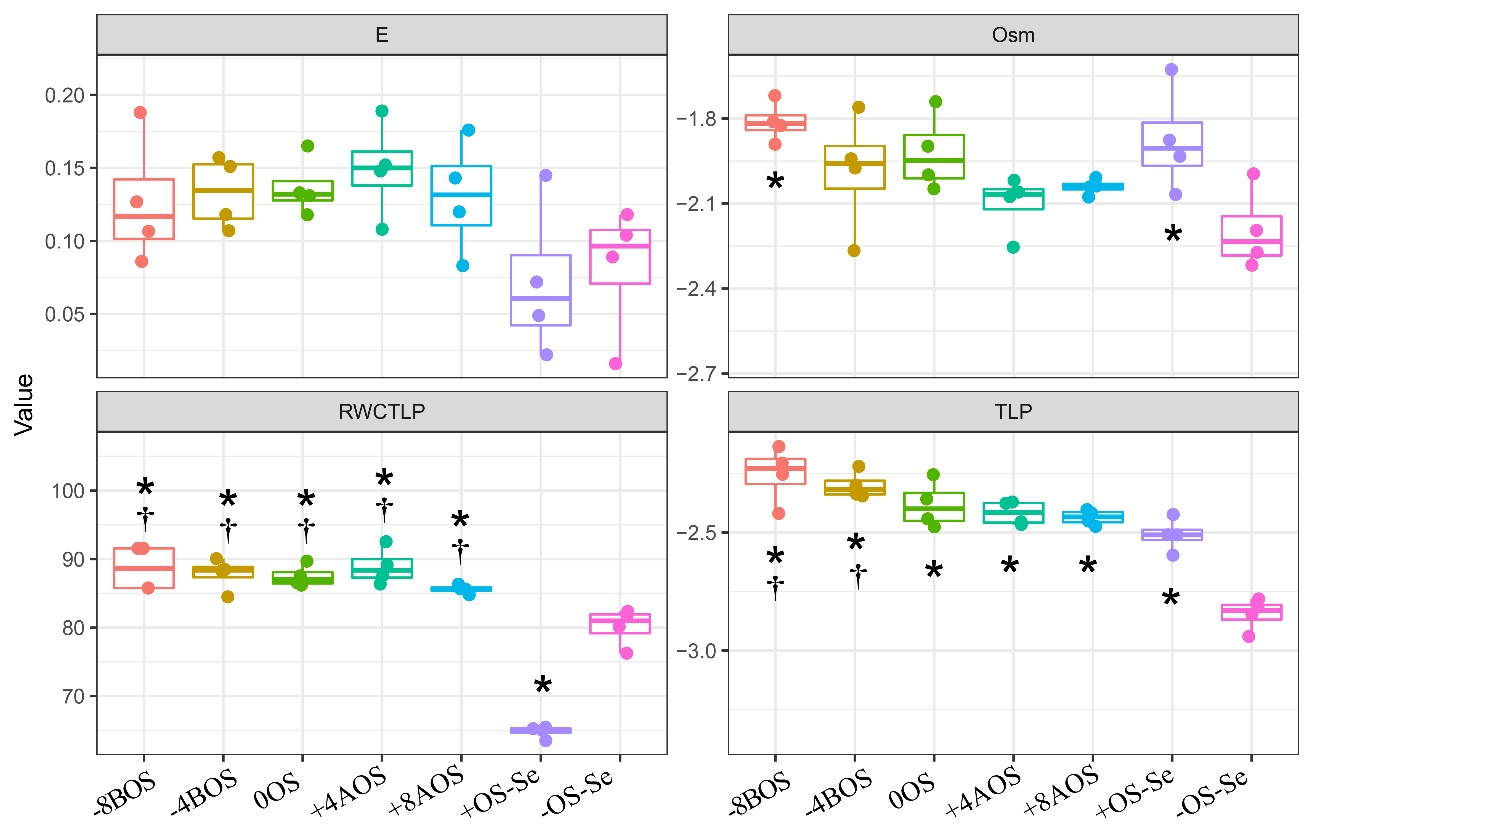 E
Osm
0.20
0.15
0.10
0.05
−1.8
−2.1
−2.4
−2.7
*
*
Value
RWCTLP
TLP
100
90
80
70
−2.5
−3.0
* * * * * *
† † † † †
* * * * * *
† †
-8BOS -4BOS 0OS +4AOS +8AOS +OS-Se -OS-Se
-8BOS -4BOS 0OS +4AOS +8AOS +OS-Se -OS-Se